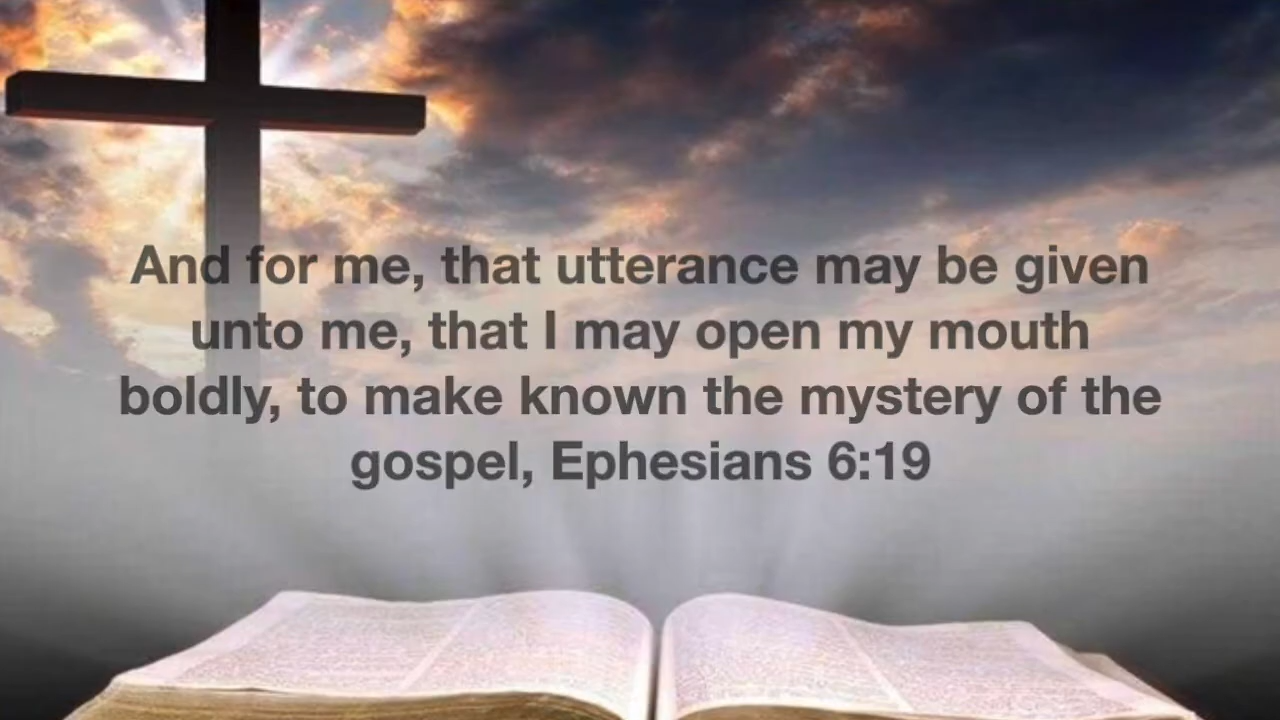 And for me, that utterance may be given
unto me, that I may open my mouth
boldly, to make known the mystery of the
gospel, Ephesians 6:19